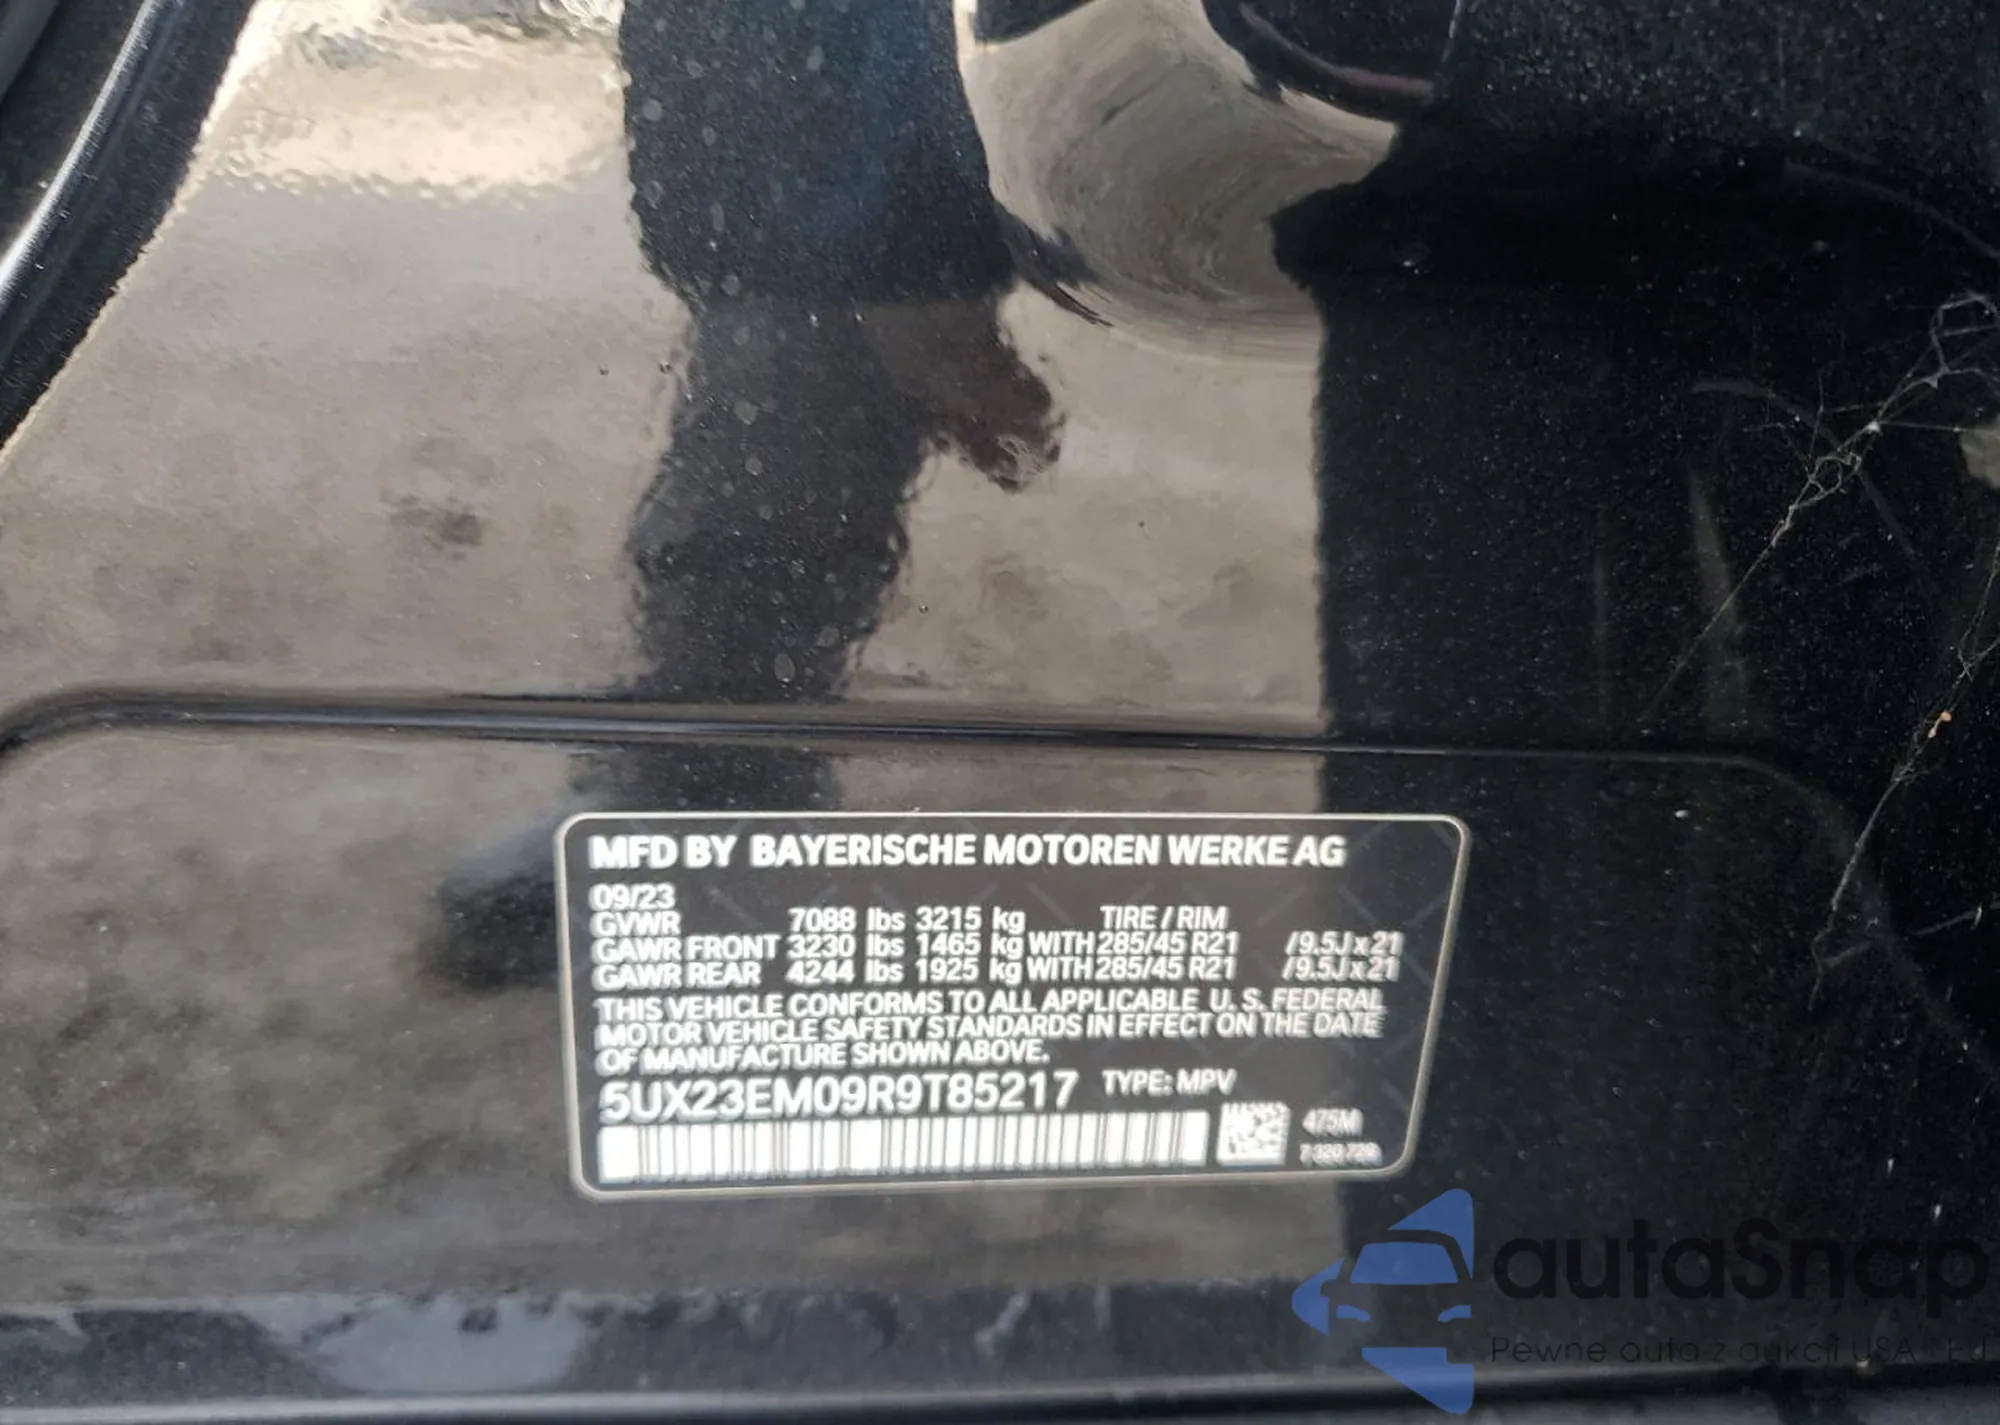 MFD BY BAYERISCHE MOTOREN WERKE AG
09/23
GVWR 7088 lbs 3215 kg TIRE / RIM
GAWR FRONT 3230 lbs 1465 kg WITH 285/45 R21 /9.5J x 21
GAWR REAR 4244 lbs 1925 kg WITH 285/45 R21 /9.5J x 21
THIS VEHICLE CONFORMS TO ALL APPLICABLE U. S. FEDERAL
MOTOR VEHICLE SAFETY STANDARDS IN EFFECT ON THE DATE
OF MANUFACTURE SHOWN ABOVE.
5UX23EM09R9T85217 TYPE: MPV
475M
autaSnap
Pewne auta z aukcji USA i EU